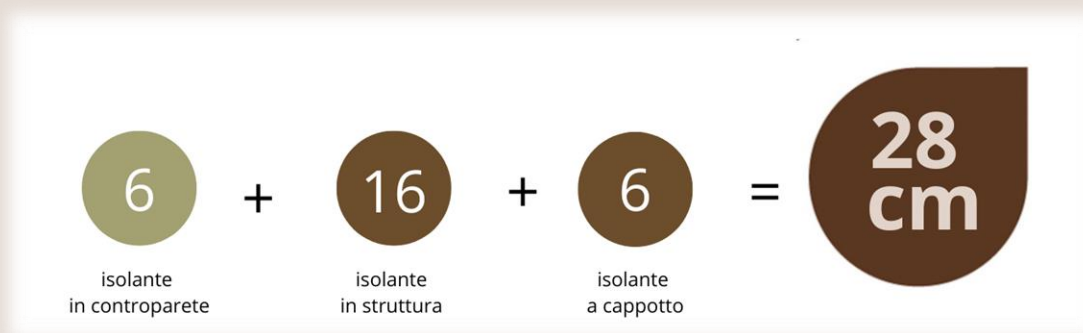 6 + 16 + 6 = 28
cm
isolante
in controparete
isolante
in struttura
isolante
a cappotto